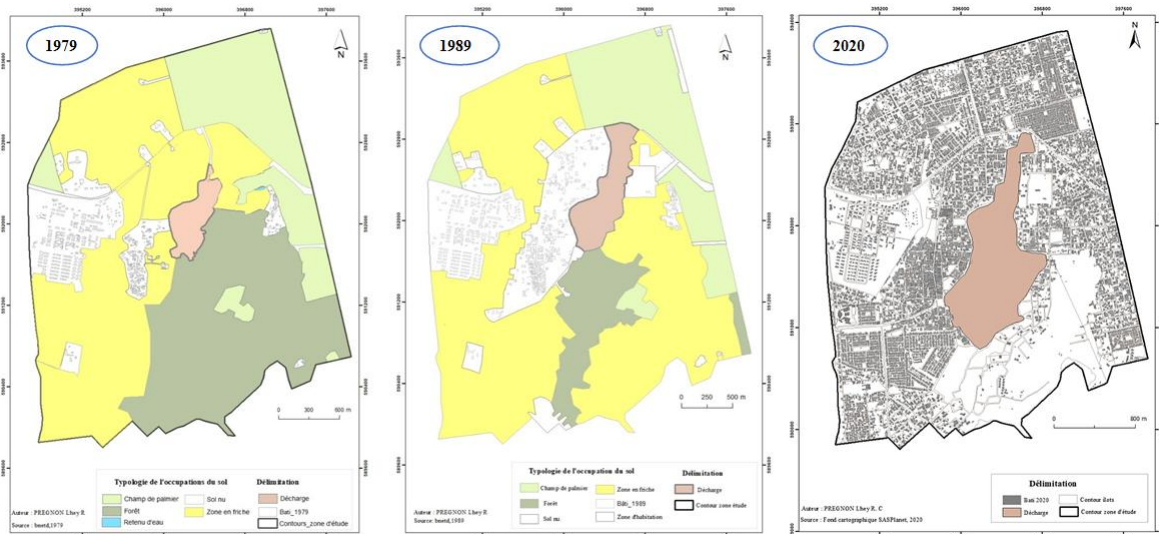 1979
395200
396000
396800
397600
N
0 300 600 m
Typologie de l'occupations du sol
Délimitation
Champ de palmier
Sol nu
Décharge
Forêt
Zone en friche
Bati_1979
Retenu d'eau
Contours_zone d'étude
Auteur : PREGNON Lhey R
Source : bnetd,1979
1989
395200
396000
396800
397600
N
0 250 500 m
Typologie de l'occupation du sol
Délimitation
Champ de palmier
Zone en friche
Décharge
Forêt
Bâti_1989
Contour zone étude
Sol nu
Zone d'habitation
Auteur : PREGNON Lhey R
Source: bnetd,1989
2020
395200
396000
396800
397600
N
0 800 m
Délimitation
Bati 2020
Contour ilots
Décharge
Contour zone d'étude
Auteur : PREGNON Lhey R. C
Source : Fond cartographique SASPlanet, 2020